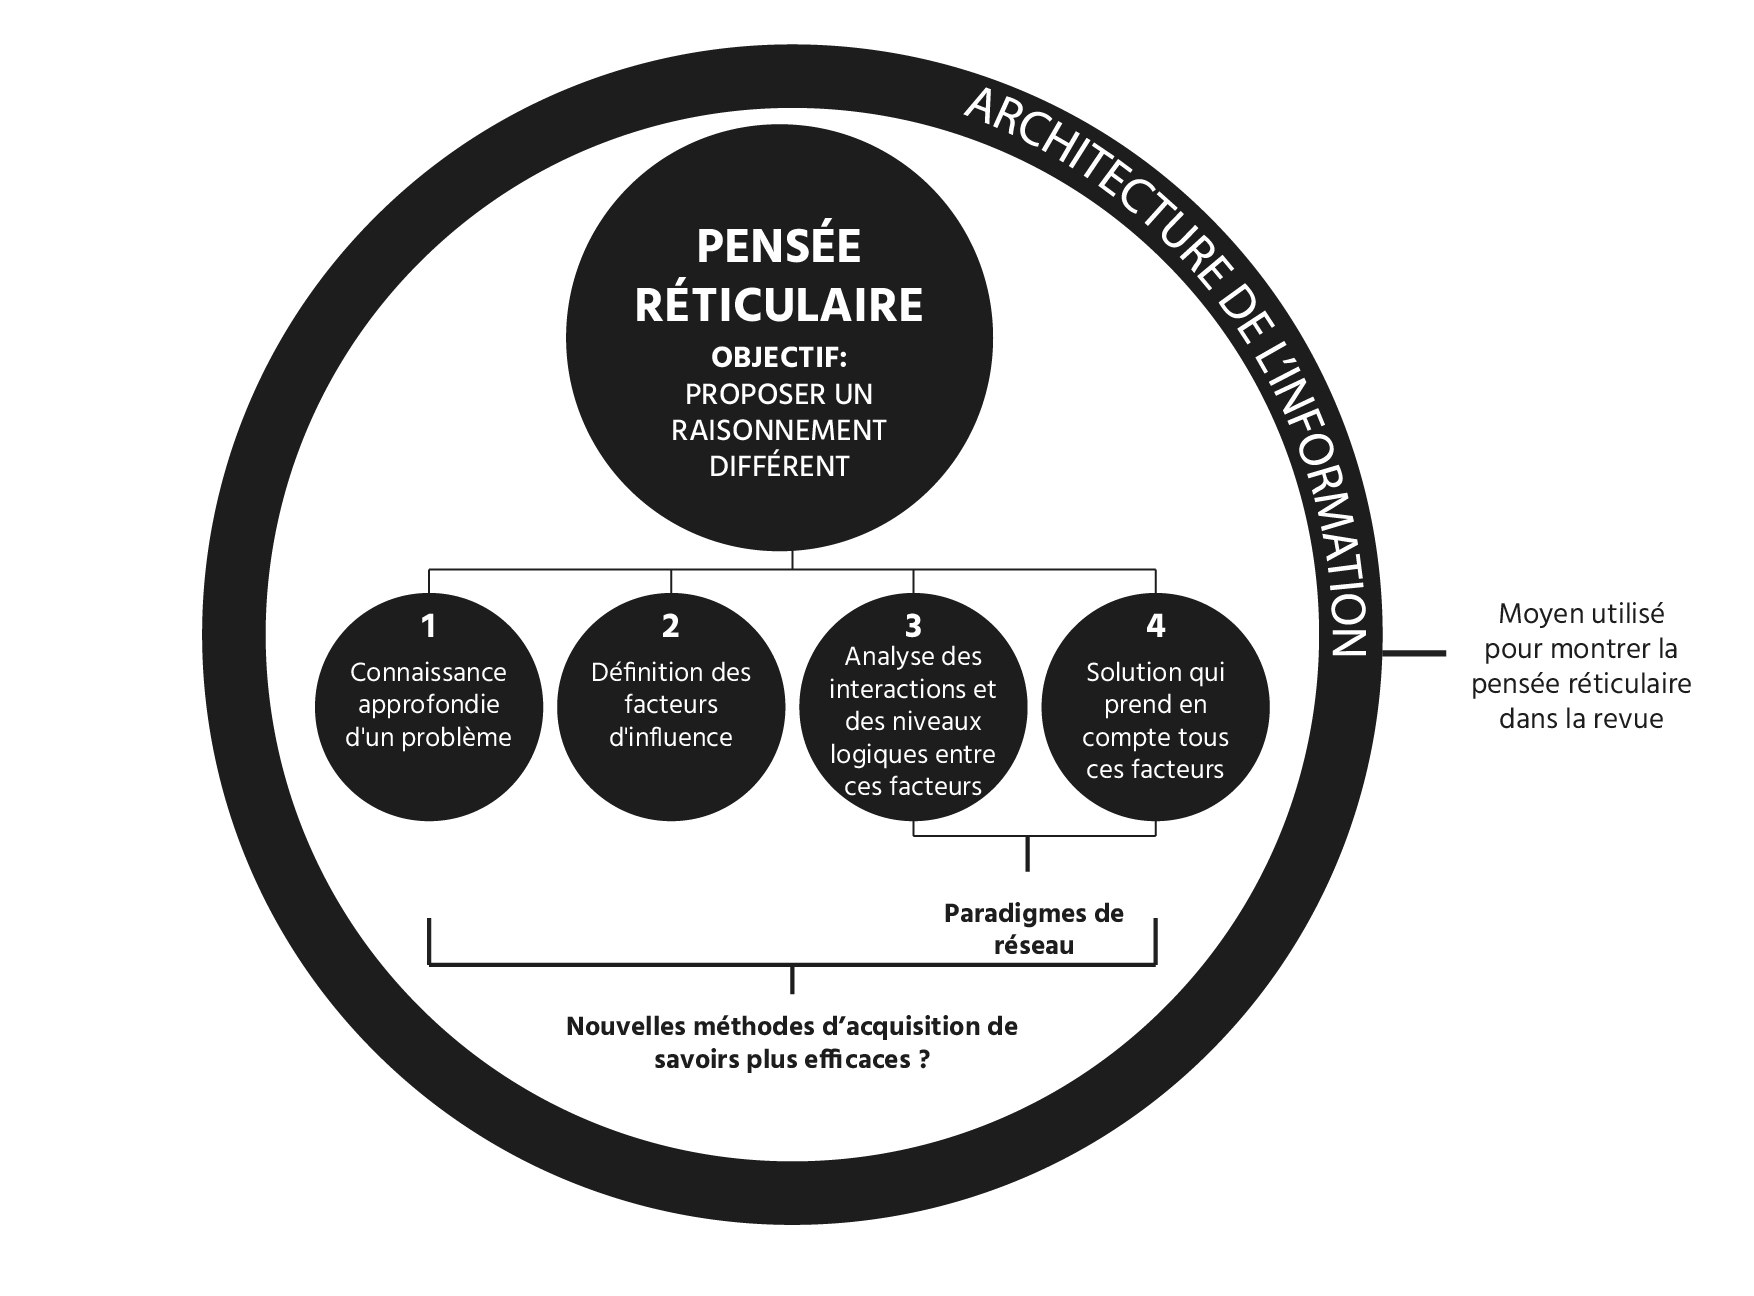 ARCHITECTURE DE L’INFORMATION
PENSÉE
RÉTICULAIRE
OBJECTIF:
PROPOSER UN
RAISONNEMENT
DIFFÉRENT
1
Connaissance
approfondie
d'un problème
2
Définition des
facteurs
d'influence
3
Analyse des
interactions et
des niveaux
logiques entre
ces facteurs
4
Solution qui
prend en
compte tous
ces facteurs
Moyen utilisé
pour montrer la
pensée réticulaire
dans la revue
Paradigmes de
réseau
Nouvelles méthodes d’acquisition de
savoirs plus efficaces ?